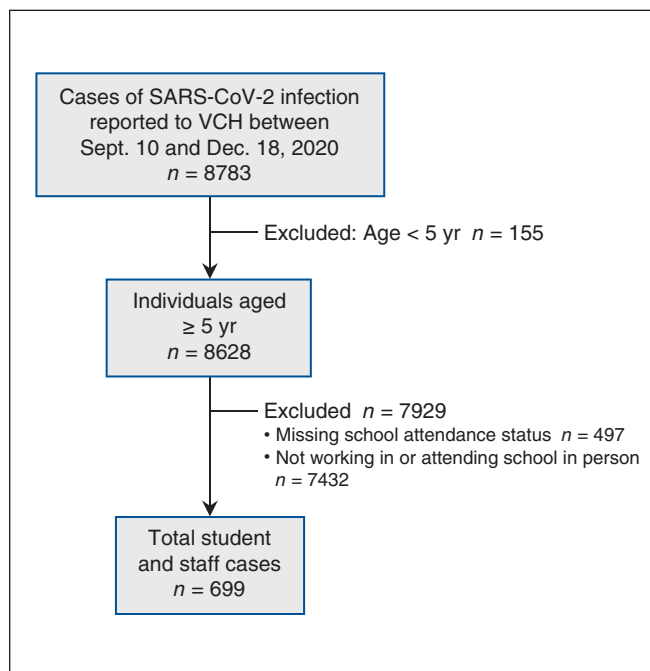 Cases of SARS-CoV-2 infection
reported to VCH between
Sept. 10 and Dec. 18, 2020
n = 8783
Excluded: Age < 5 yr n = 155
Individuals aged
≥ 5 yr
n = 8628
Excluded n = 7929
• Missing school attendance status n = 497
• Not working in or attending school in person
n = 7432
Total student
and staff cases
n = 699